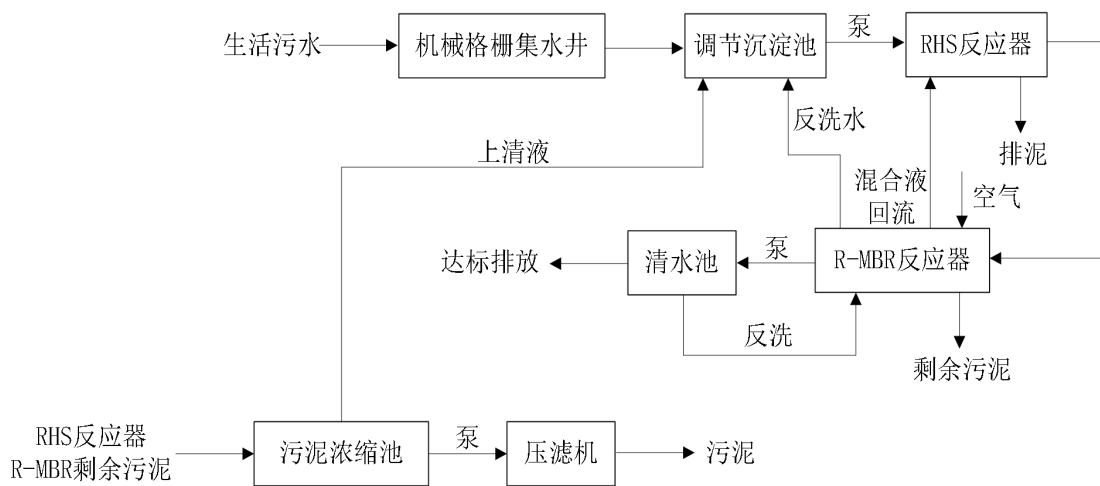 生活污水
机械格栅集水井
调节沉淀池
泵
RHS反应器
反洗水
上清液
排泥
混合液
回流
空气
达标排放
清水池
泵
R-MBR反应器
反洗
剩余污泥
RHS反应器
R-MBR剩余污泥
污泥浓缩池
泵
压滤机
污泥